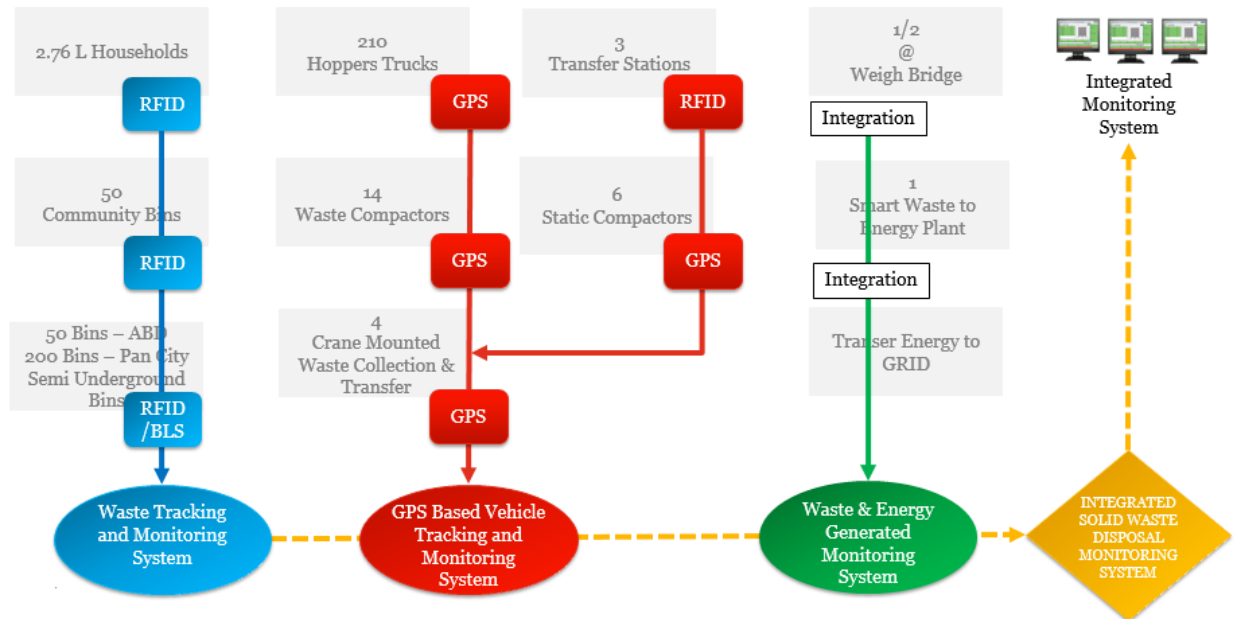 2.76 L Households
RFID
50
Community Bins
RFID
50 Bins – ABD
200 Bins – Pan City
Semi Underground
Bins
RFID
/BLS
Waste Tracking
and Monitoring
System
210
Hoppers Trucks
GPS
14
Waste Compactors
GPS
4
Crane Mounted
Waste Collection &
Transfer
GPS
GPS Based Vehicle
Tracking and
Monitoring
System
3
Transfer Stations
RFID
6
Static Compactors
GPS
1/2
@
Weigh Bridge
Integration
1
Smart Waste to
Energy Plant
Integration
Transer Energy to
GRID
Waste & Energy
Generated
Monitoring
System
Integrated
Monitoring
System
INTEGRATED
SOLID WASTE
DISPOSAL
MONITORING
SYSTEM